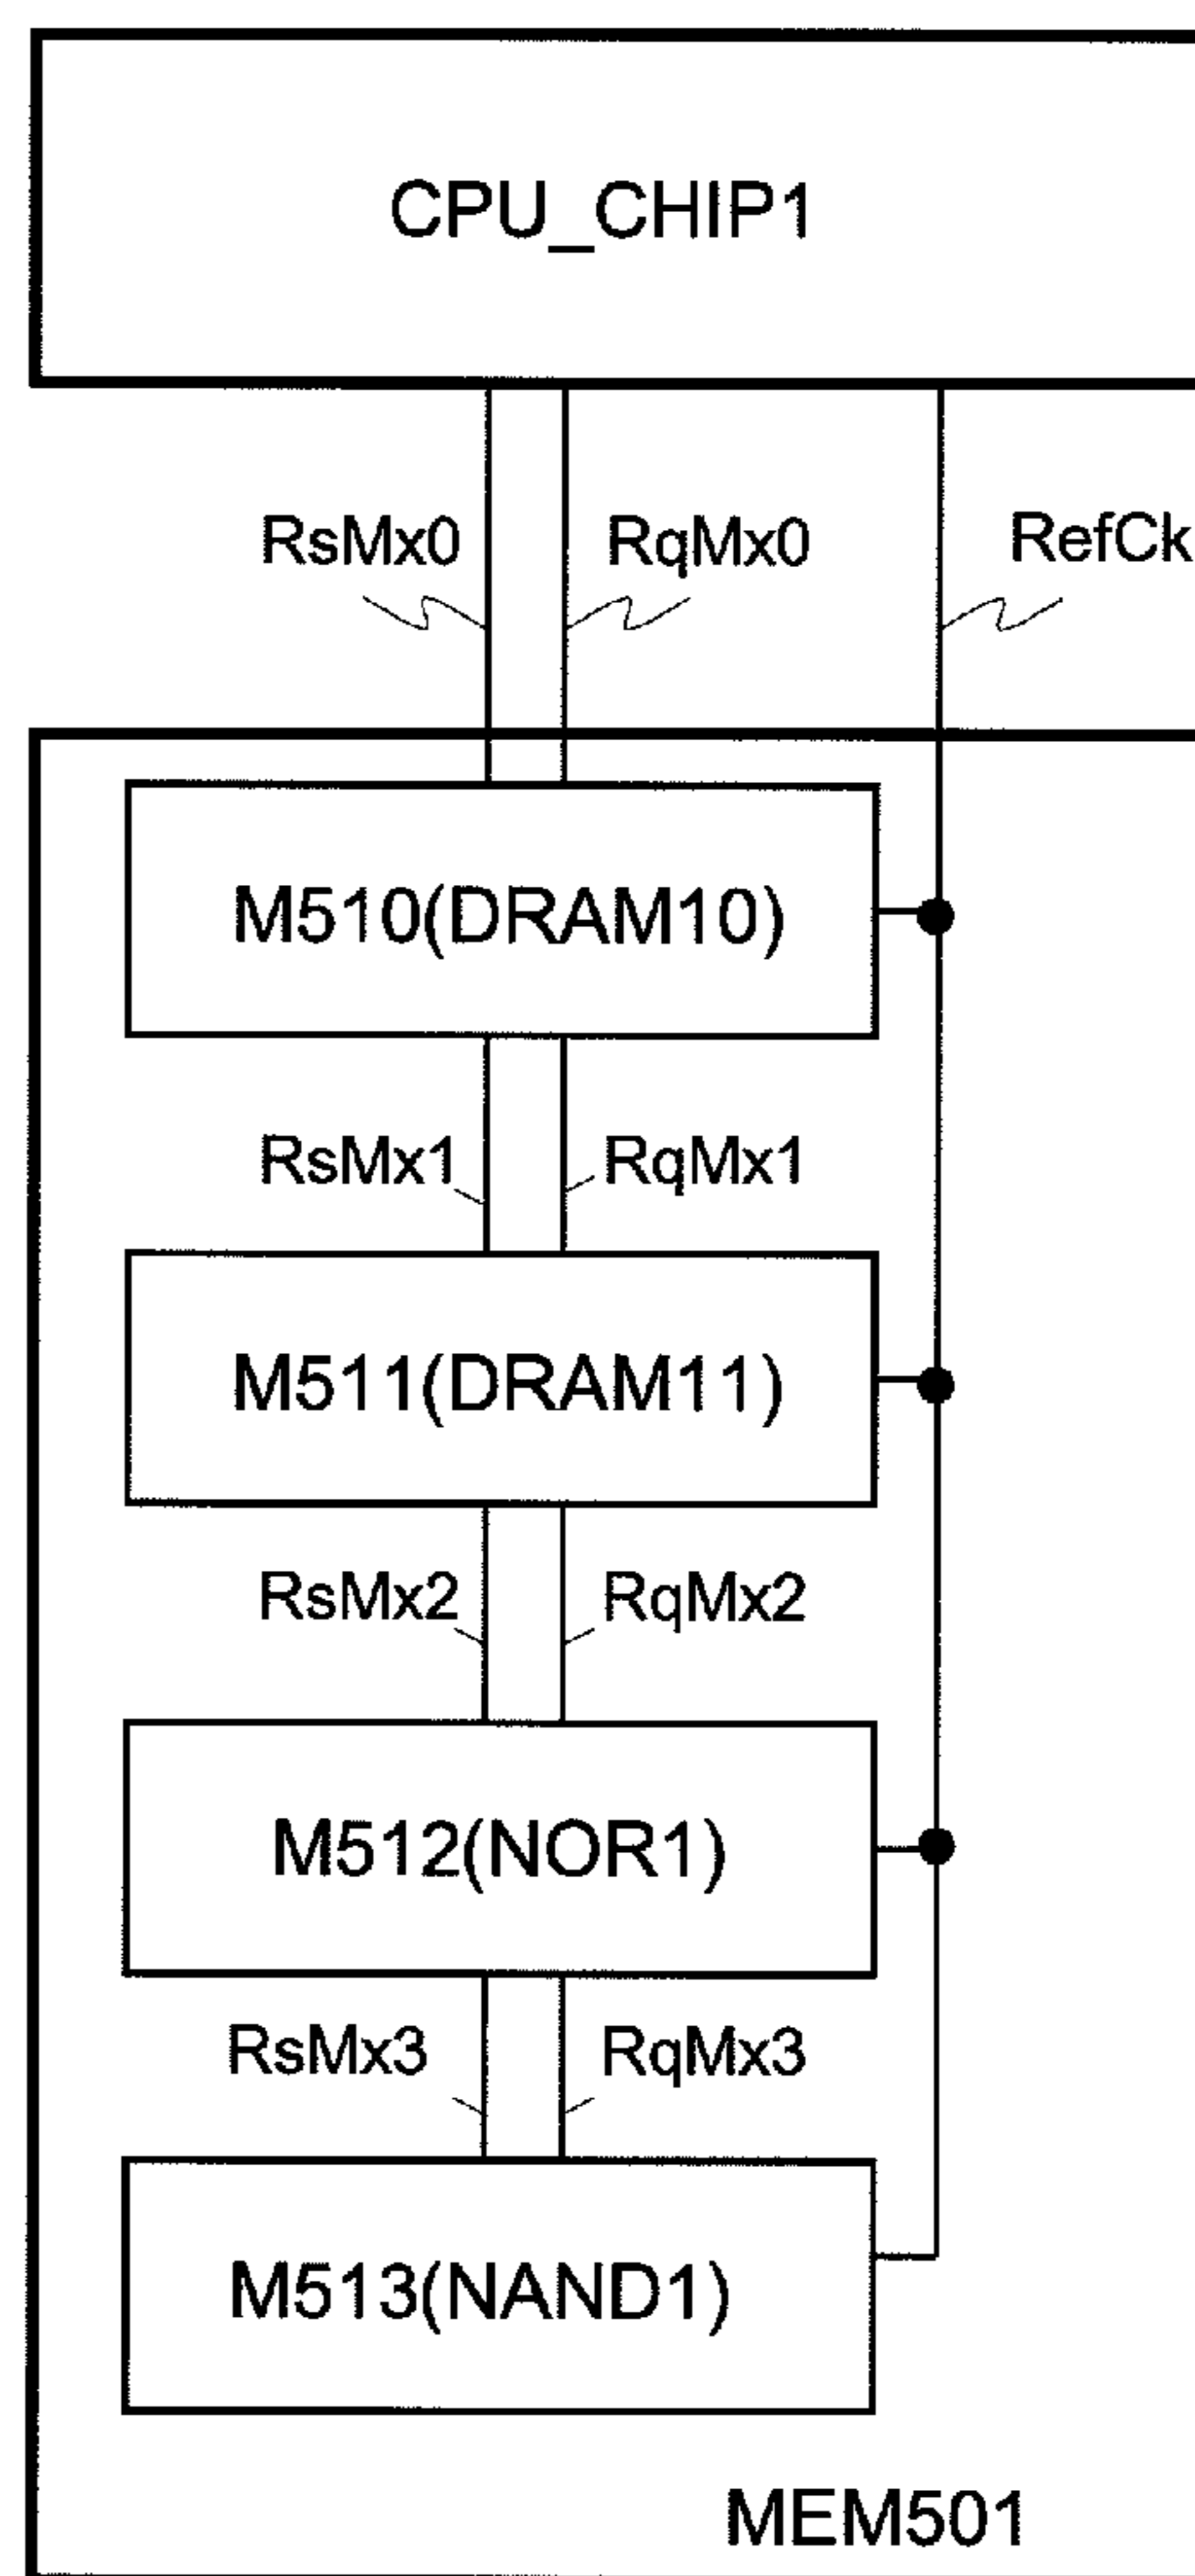 CPU_CHIP1
RsMx0 RqMx0 RefCk
M510(DRAM10)
RsMx1 RqMx1
M511(DRAM11)
RsMx2 RqMx2
M512(NOR1)
RsMx3 RqMx3
M513(NAND1)
MEM501